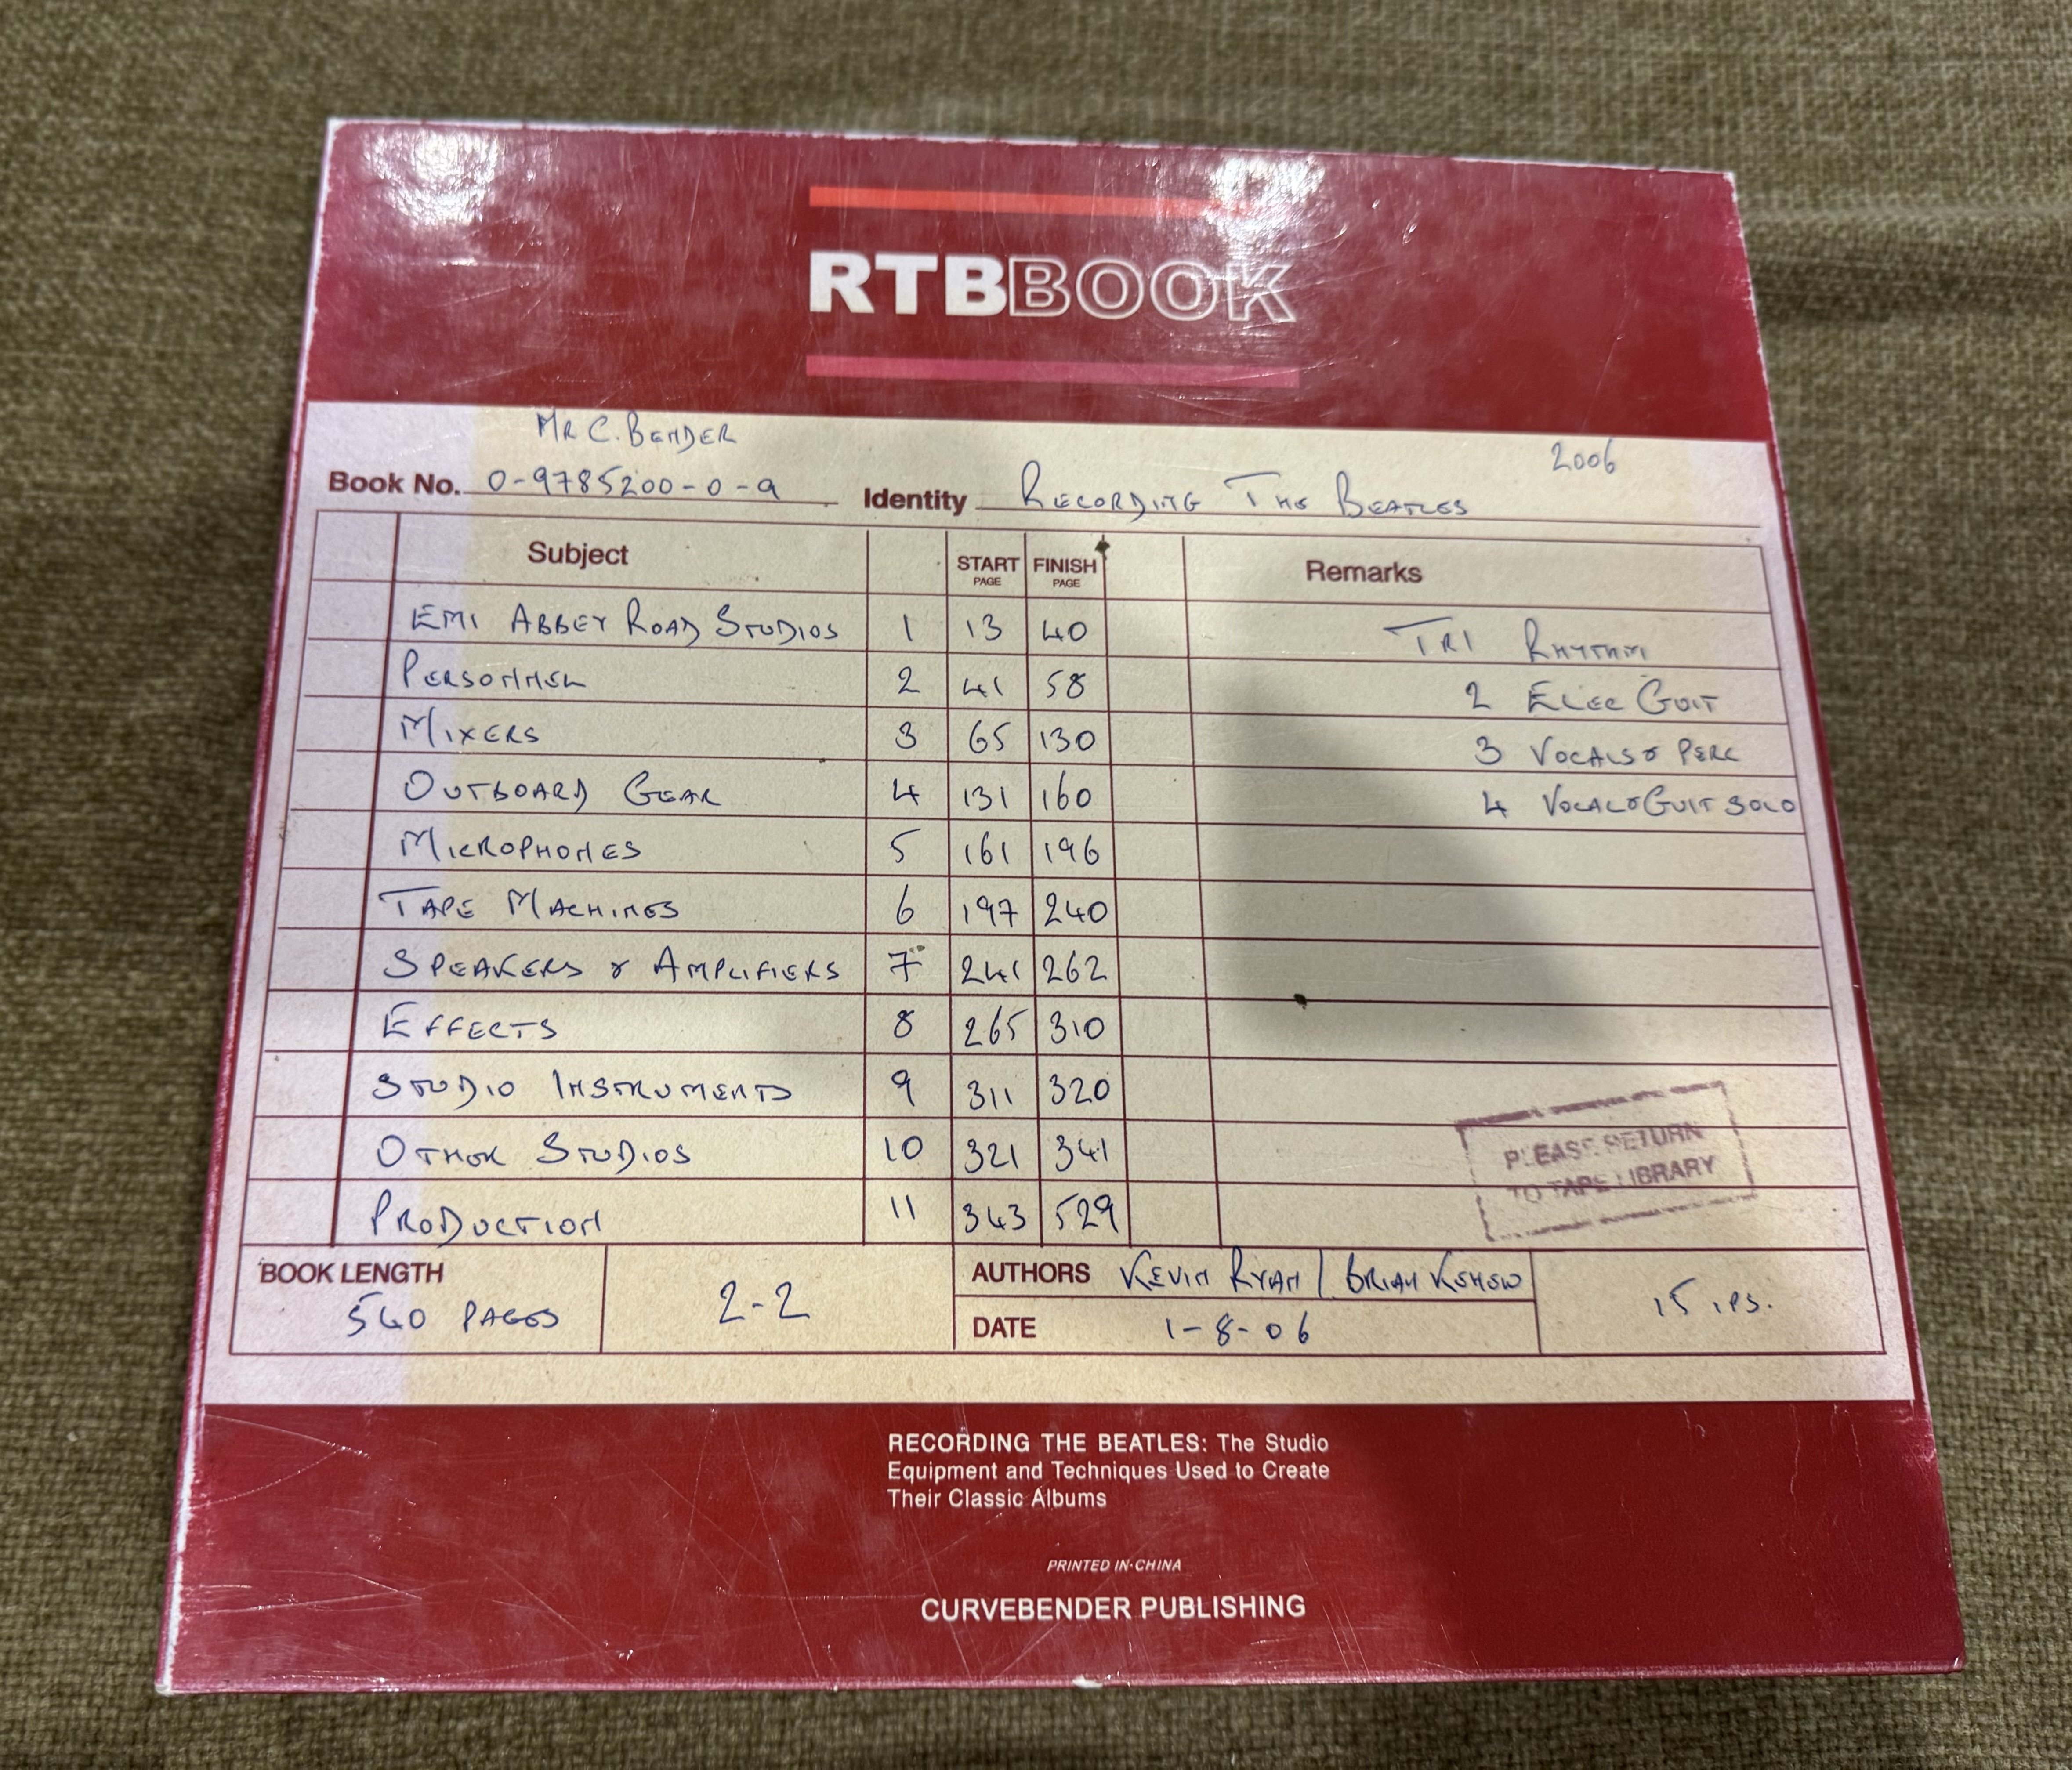 RTBBOOK
MR C. BENDER
2006
Book No. 0-9785200-0-9 Identity RECORDING THE BEATLES
Subject START PAGE FINISH PAGE Remarks
EMI ABBEY ROAD STUDIOS 1 13 40 TR1 RHYTHM
PERSONNEL 2 41 58 2 ELEC GUIT
MIXERS 3 65 130 3 VOCALS & PERC
OUTBOARD GEAR 4 131 160 4 VOCAL & GUIT SOLO
MICROPHONES 5 161 196
TAPE MACHINES 6 197 240
SPEAKERS & AMPLIFIERS 7 241 262
EFFECTS 8 265 310
STUDIO INSTRUMENTS 9 311 320
OTHER STUDIOS 10 321 341
PRODUCTION 11 343 529
PLEASE RETURN
TO TAPE LIBRARY
BOOK LENGTH
540 PAGES
2-2
AUTHORS KEVIN RYAN / BRIAN KEHEW
DATE 1-8-06
15 IPS.
RECORDING THE BEATLES: The Studio
Equipment and Techniques Used to Create
Their Classic Albums
PRINTED IN CHINA
CURVEBENDER PUBLISHING